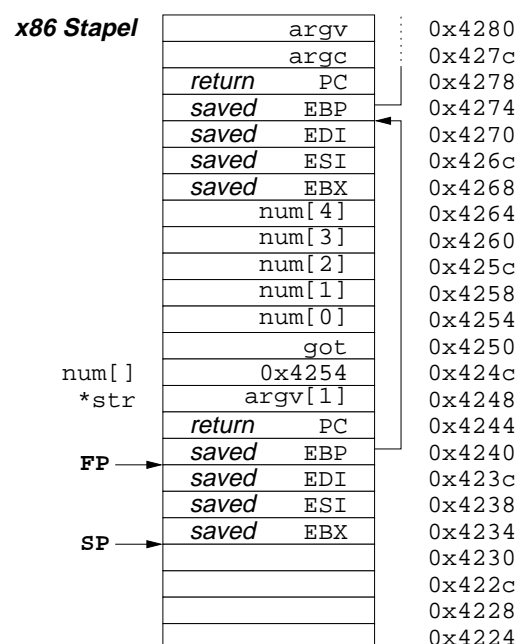 x86 Stapel argv 0x4280
argc 0x427c
return PC 0x4278
saved EBP 0x4274
saved EDI 0x4270
saved ESI 0x426c
saved EBX 0x4268
num[4] 0x4264
num[3] 0x4260
num[2] 0x425c
num[1] 0x4258
num[0] 0x4254
got 0x4250
num[] 0x4254 0x424c
*str argv[1] 0x4248
return PC 0x4244
saved EBP 0x4240
FP
saved EDI 0x423c
saved ESI 0x4238
saved EBX 0x4234
SP
0x4230
0x422c
0x4228
0x4224